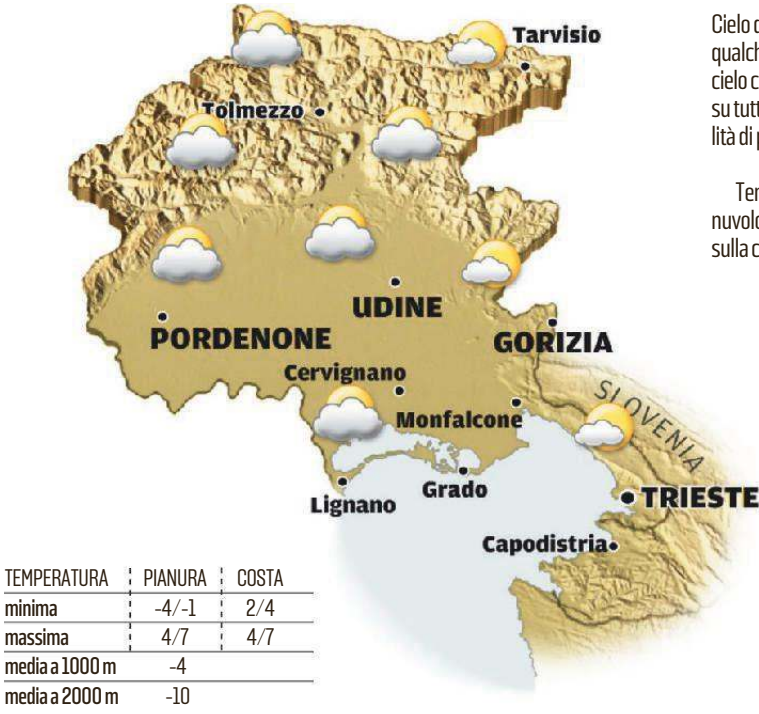 Tarvisio
Tolmezzo
UDINE
PORDENONE
GORIZIA
Cervignano
Monfalcone
SLOVENIA
Grado
Lignano
TRIESTE
Capodistria
Cielo
qualch
cielo
su tutt
lità di
nuvolo
sulla
TEMPERATURA PIANURA COSTA
minima -4/-1 2/4
massima 4/7 4/7
media a 1000 m -4
media a 2000 m -10